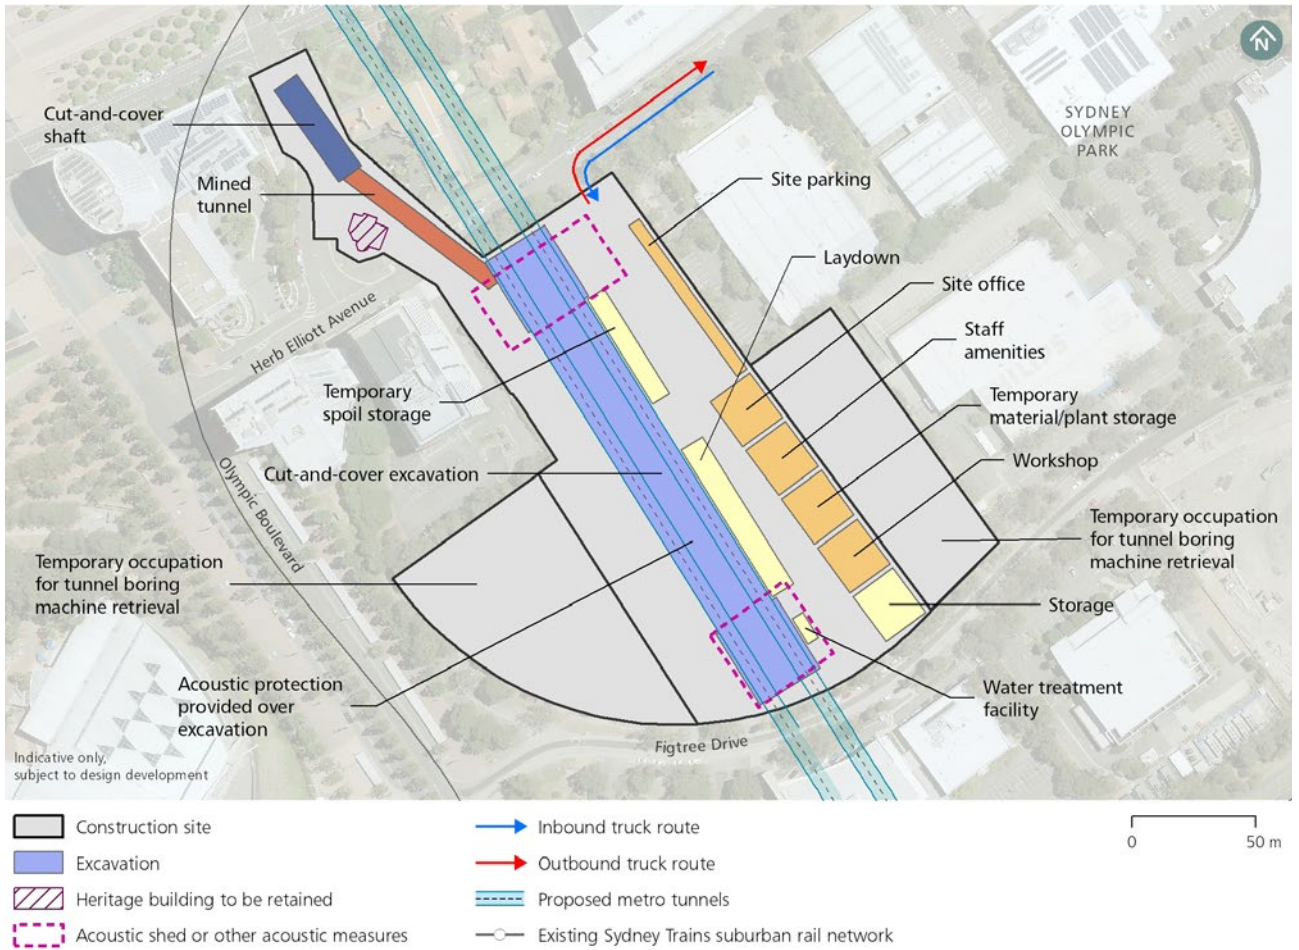 N
SYDNEY
OLYMPIC
PARK
Cut-and-cover
shaft
Mined
tunnel
Site parking
Laydown
Site office
Herb Elliott Avenue
Staff
amenities
Temporary
spoil storage
Temporary
material/plant storage
Cut-and-cover excavation
Workshop
Olympic Boulevard
Temporary occupation
for tunnel boring
machine retrieval
Temporary occupation
for tunnel boring
machine retrieval
Storage
Acoustic protection
provided over
excavation
Water treatment
facility
Figtree Drive
Indicative only,
subject to design development
Construction site
Excavation
Heritage building to be retained
Acoustic shed or other acoustic measures
Inbound truck route
Outbound truck route
Proposed metro tunnels
Existing Sydney Trains suburban rail network
0 50 m